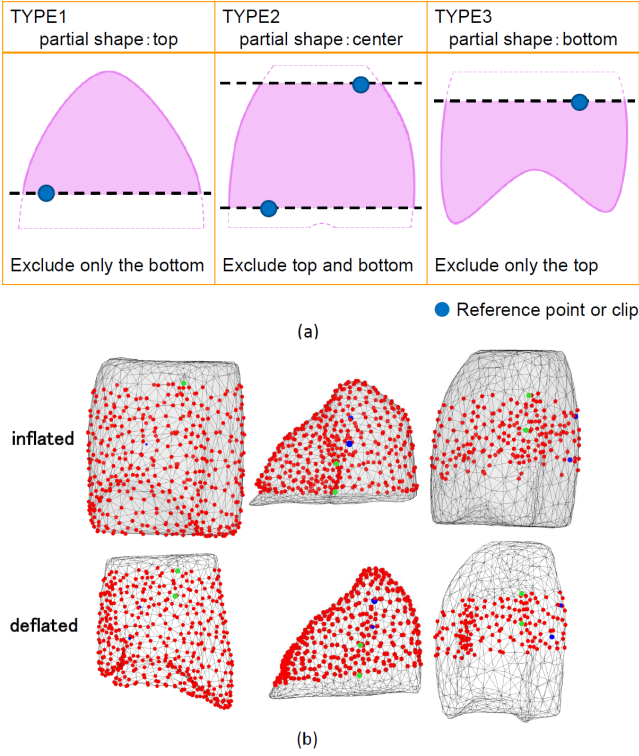 TYPE1
partial shape:top
TYPE2
partial shape:center
TYPE3
partial shape:bottom
Exclude only the bottom
Exclude top and bottom
Exclude only the top
Reference point or clip
(a)
inflated
deflated
(b)